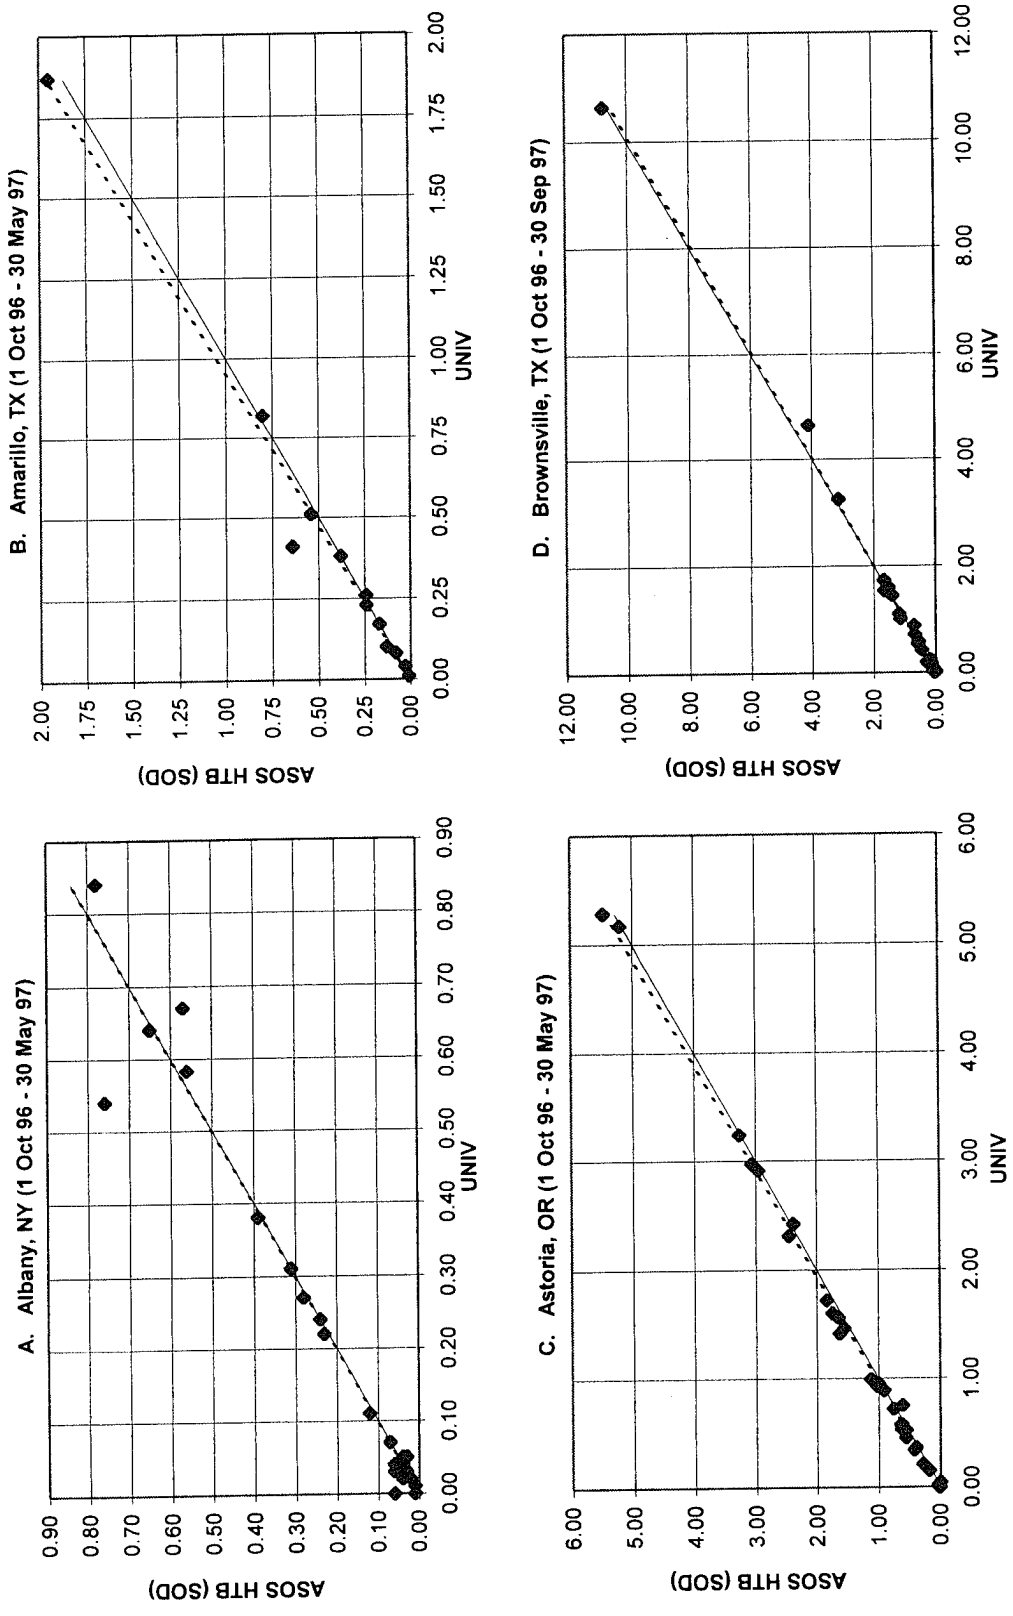 A. Albany, NY (1 Oct 96 - 30 May 97)
ASOS HTB (SOD)
0.90
0.80
0.70
0.60
0.50
0.40
0.30
0.20
0.10
0.00
0.00 0.10 0.20 0.30 0.40 0.50 0.60 0.70 0.80 0.90
UNIV
B. Amarillo, TX (1 Oct 96 - 30 May 97)
ASOS HTB (SOD)
2.00
1.75
1.50
1.25
1.00
0.75
0.50
0.25
0.00
0.00 0.25 0.50 0.75 1.00 1.25 1.50 1.75 2.00
UNIV
C. Astoria, OR (1 Oct 96 - 30 May 97)
ASOS HTB (SOD)
6.00
5.00
4.00
3.00
2.00
1.00
0.00
0.00 1.00 2.00 3.00 4.00 5.00 6.00
UNIV
D. Brownsville, TX (1 Oct 96 - 30 Sep 97)
ASOS HTB (SOD)
12.00
10.00
8.00
6.00
4.00
2.00
0.00
0.00 2.00 4.00 6.00 8.00 10.00 12.00
UNIV